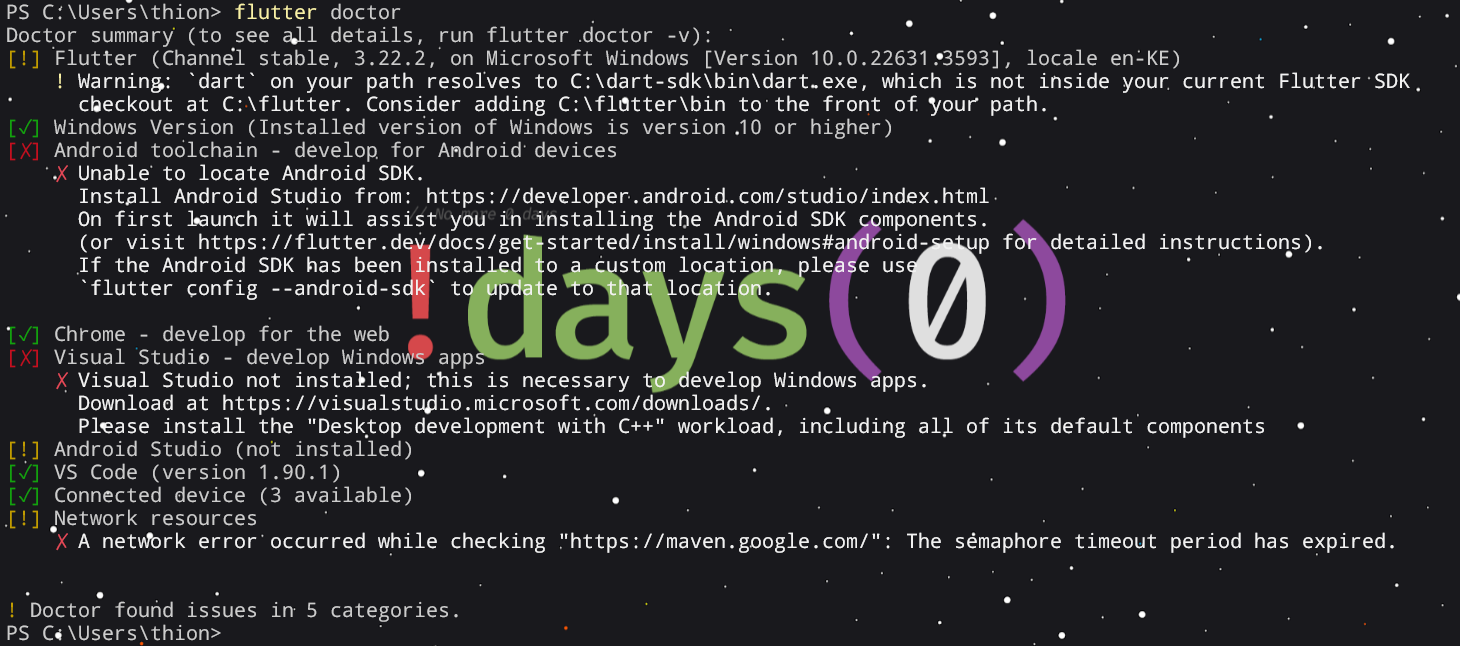 PS C:\Users\thion> flutter doctor
Doctor summary (to see all details, run flutter doctor -v):
[!] Flutter (Channel stable, 3.22.2, on Microsoft Windows [Version 10.0.22631.3593], locale en-KE)
! Warning: `dart` on your path resolves to C:\dart-sdk\bin\dart.exe, which is not inside your current Flutter SDK
checkout at C:\flutter. Consider adding C:\flutter\bin to the front of your path.
[√] Windows Version (Installed version of Windows is version 10 or higher)
[X] Android toolchain - develop for Android devices
X Unable to locate Android SDK.
Install Android Studio from: https://developer.android.com/studio/index.html
On first launch it will assist you in installing the Android SDK components.
// No more 0 days
(or visit https://flutter.dev/docs/get-started/install/windows#android-setup for detailed instructions).
If the Android SDK has been installed to a custom location, please use
`flutter config --android-sdk` to update to that location.
!days(0)
[√] Chrome - develop for the web
[X] Visual Studio - develop Windows apps
X Visual Studio not installed; this is necessary to develop Windows apps.
Download at https://visualstudio.microsoft.com/downloads/.
Please install the "Desktop development with C++" workload, including all of its default components
[!] Android Studio (not installed)
[√] VS Code (version 1.90.1)
[√] Connected device (3 available)
[!] Network resources
X A network error occurred while checking "https://maven.google.com/": The semaphore timeout period has expired.
! Doctor found issues in 5 categories.
PS C:\Users\thion>